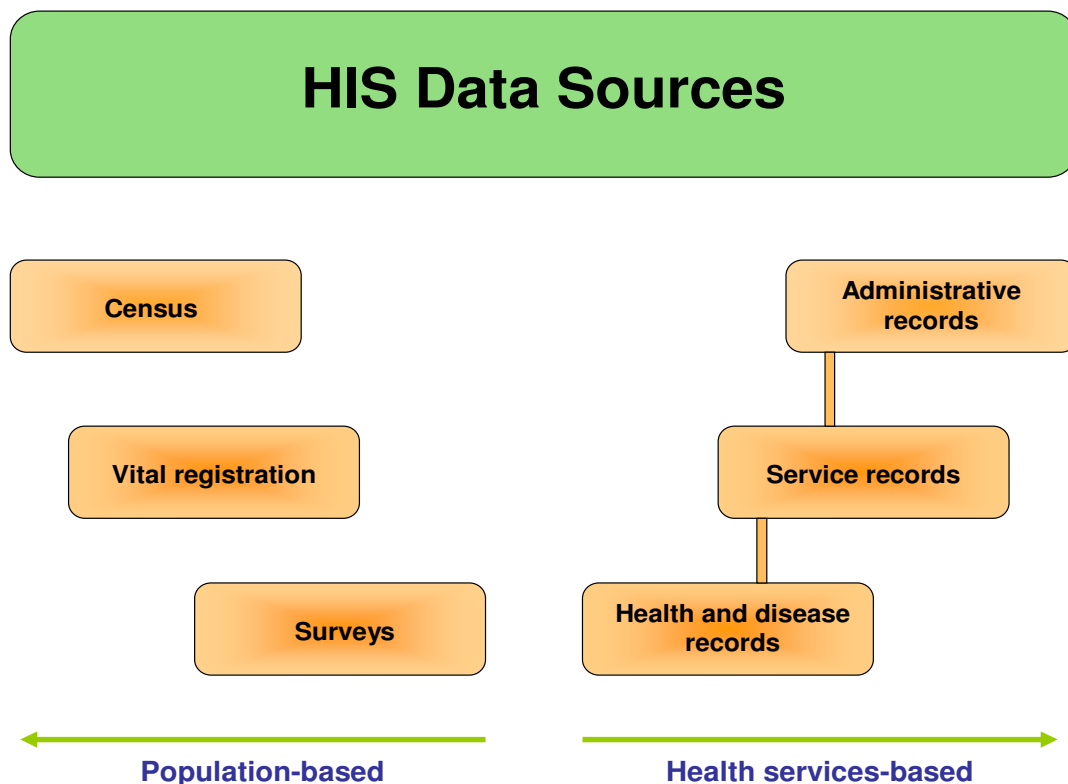 HIS Data Sources
Census
Vital registration
Surveys
Administrative
records
Service records
Health and disease
records
Population-based
Health services-based